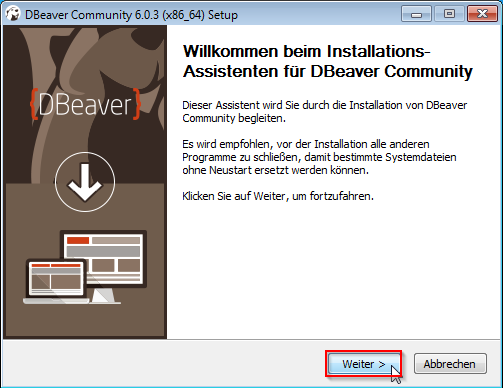 DBeaver Community 6.0.3 (x86_64) Setup
{DBeaver}
Willkommen beim Installations-
Assistenten für DBeaver Community
Dieser Assistent wird Sie durch die Installation von DBeaver
Community begleiten.
Es wird empfohlen, vor der Installation alle anderen
Programme zu schließen, damit bestimmte Systemdateien
ohne Neustart ersetzt werden können.
Klicken Sie auf Weiter, um fortzufahren.
Weiter >
Abbrechen